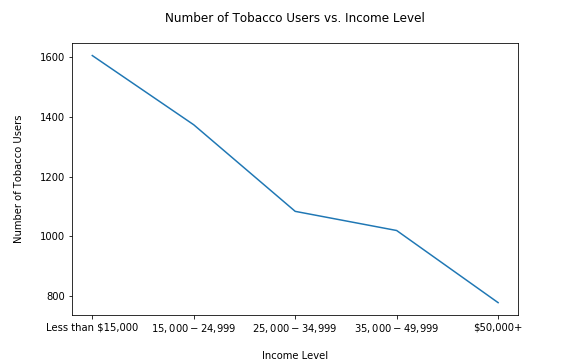 Number of Tobacco Users vs. Income Level
1600
1400
1200
1000
800
Number of Tobacco Users
Less than $15,000 15,000 − 24,999 25,000 − 34,999 35,000 − 49,999 $50,000+
Income Level